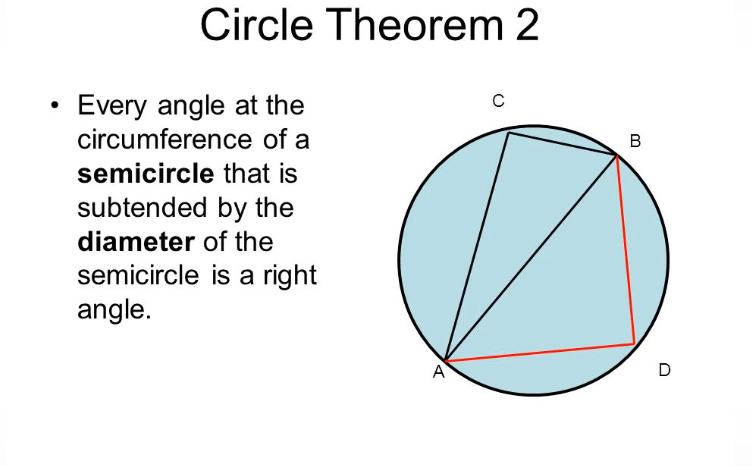 Circle Theorem 2
• Every angle at the
circumference of a
semicircle that is
subtended by the
diameter of the
semicircle is a right
angle.
C
B
A
D